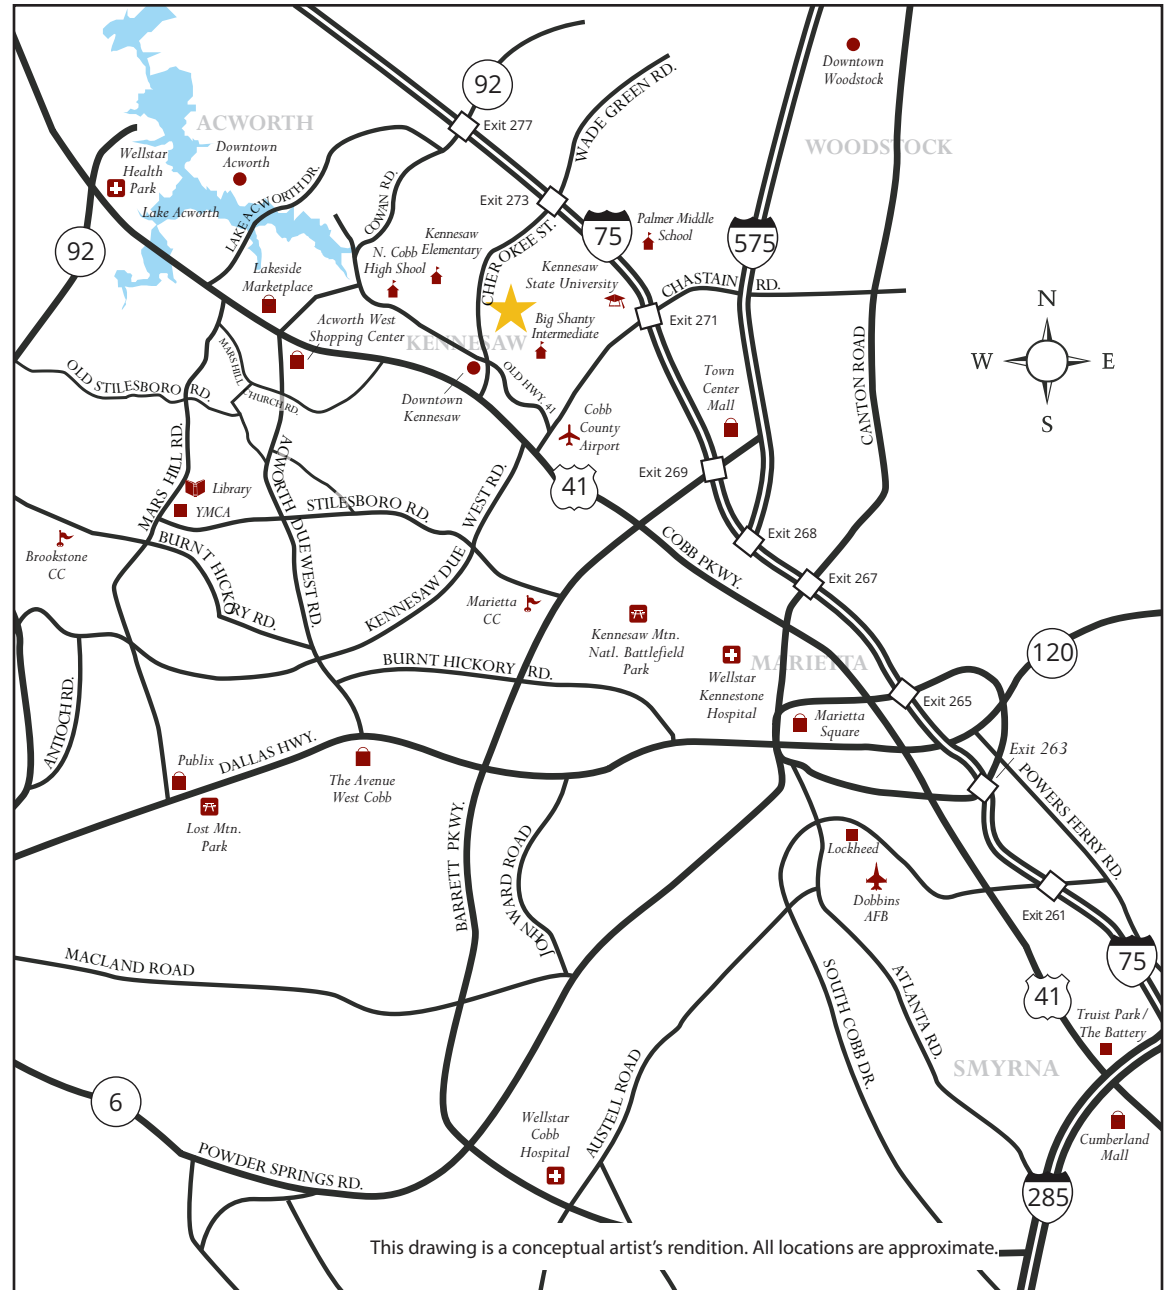 92
Exit 277
WADE GREEN RD.
Downtown
Woodstock
WOODSTOCK
ACWORTH
Downtown
Acworth
Wellstar
Health
Park
Lake Acworth
LAKE ACWORTH DR.
COWAN RD.
92
Exit 273
75
575
Palmer Middle
School
Kennesaw
Elementary
N. Cobb
High Shool
CHEROKEE ST.
Kennesaw
State University
CHASTAIN RD.
Exit 271
Lakeside
Marketplace
Acworth West
Shopping Center
KENNESAW
Big Shanty
Intermediate
N
W
E
S
CANTON ROAD
MARS HILL
CHURCH RD.
OLD STILESBORO RD.
Downtown
Kennesaw
OLD HWY. 41
Town
Center
Mall
Cobb
County
Airport
Exit 269
41
MARS HILL RD.
Library
YMCA
ACWORTH DUE WEST RD.
STILESBORO RD.
KENNESAW DUE WEST RD.
COBB PKWY.
Exit 268
Exit 267
Brookstone
CC
BURNT HICKORY RD.
Marietta
CC
Kennesaw Mtn.
Natl. Battlefield
Park
Wellstar
Kennestone
Hospital
MARIETTA
120
BURNT HICKORY RD.
ANTIOCH RD.
Exit 265
Marietta
Square
Exit 263
POWERS FERRY RD.
DALLAS HWY.
Publix
Lost Mtn.
Park
The Avenue
West Cobb
BARRETT PKWY.
JOHN WARD ROAD
Lockheed
Dobbins
AFB
Exit 261
75
MACLAND ROAD
SOUTH COBB DR.
ATLANTA RD.
41
Truist Park/
The Battery
SMYRNA
6
POWDER SPRINGS RD.
Wellstar
Cobb
Hospital
AUSTELL ROAD
Cumberland
Mall
285
This drawing is a conceptual artist’s rendition. All locations are approximate.